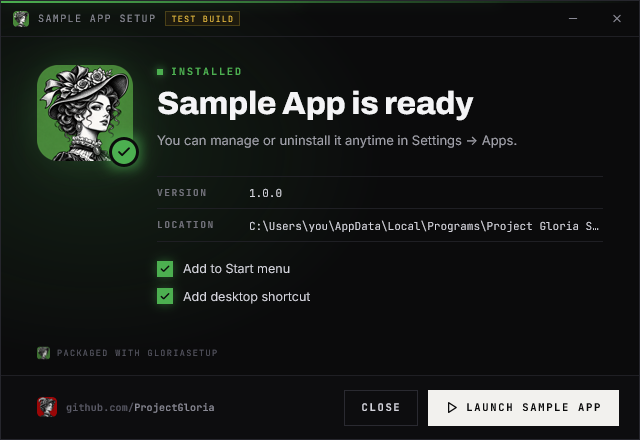 SAMPLE APP SETUP TEST BUILD
INSTALLED
Sample App is ready
You can manage or uninstall it anytime in Settings → Apps.
VERSION 1.0.0
LOCATION C:\Users\you\AppData\Local\Programs\Project Gloria S…
Add to Start menu
Add desktop shortcut
PACKAGED WITH GLORIASETUP
github.com/ProjectGloria
CLOSE
LAUNCH SAMPLE APP